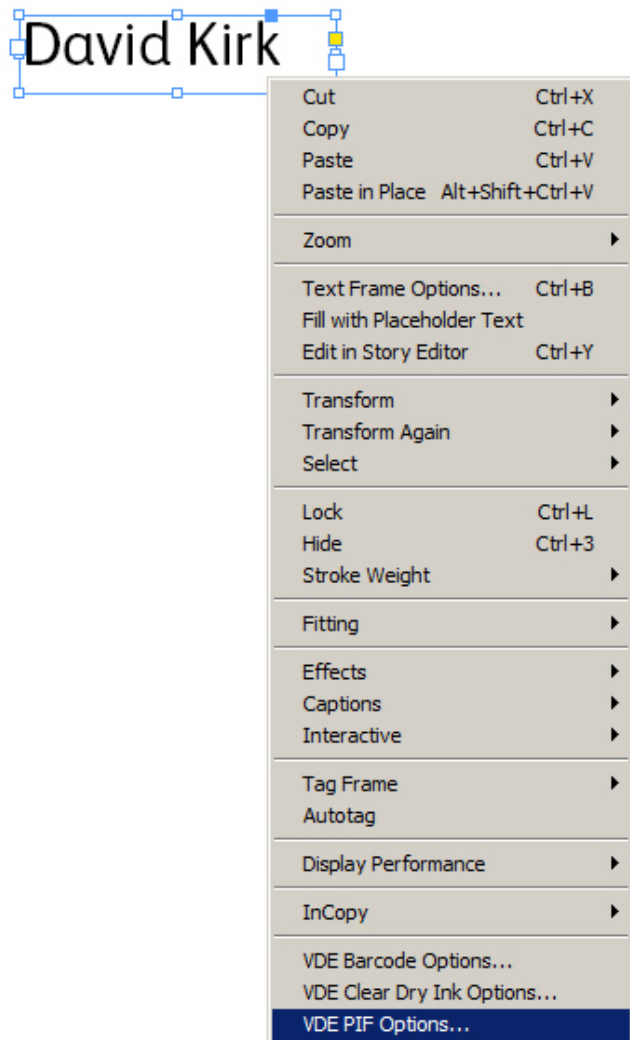 David Kirk
Cut Ctrl+X
Copy Ctrl+C
Paste Ctrl+V
Paste in Place Alt+Shift+Ctrl+V
Zoom
Text Frame Options... Ctrl+B
Fill with Placeholder Text
Edit in Story Editor Ctrl+Y
Transform
Transform Again
Select
Lock Ctrl+L
Hide Ctrl+3
Stroke Weight
Fitting
Effects
Captions
Interactive
Tag Frame
Autotag
Display Performance
InCopy
VDE Barcode Options...
VDE Clear Dry Ink Options...
VDE PIF Options...